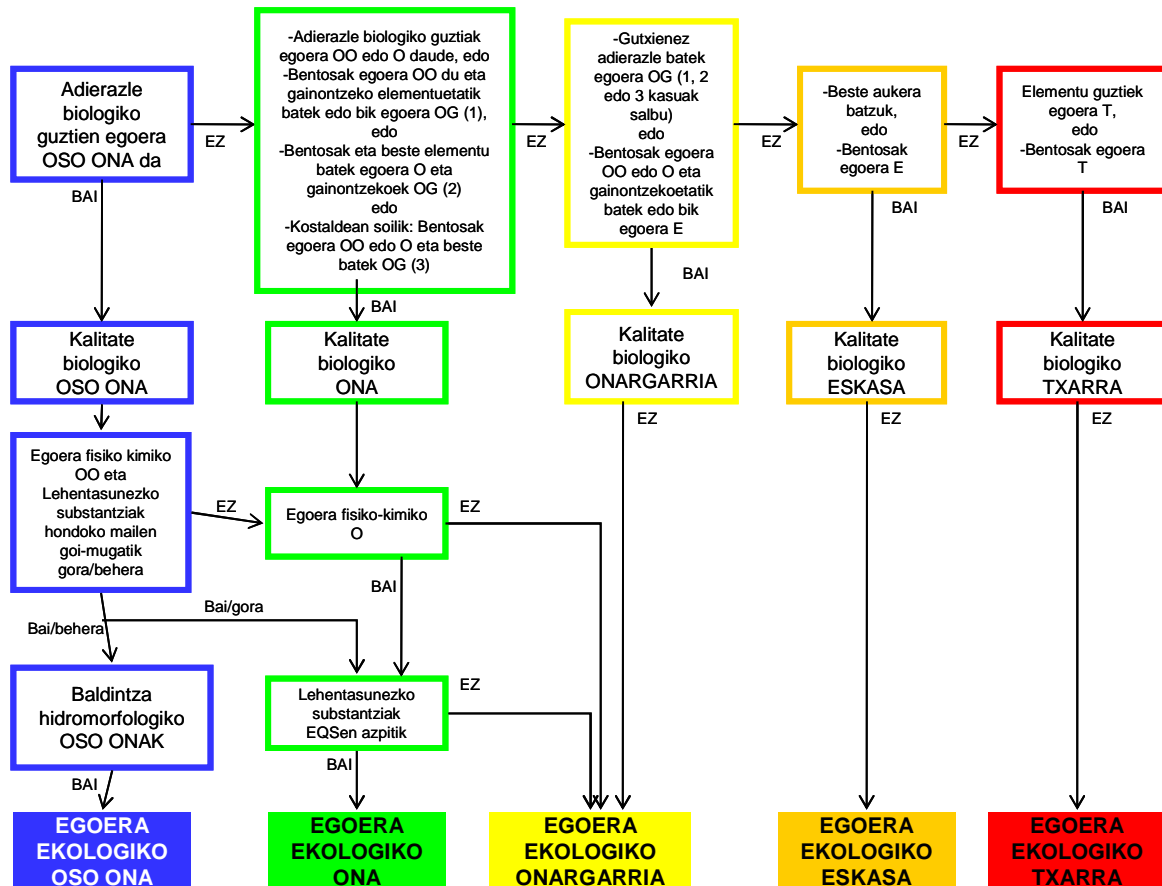 Adierazle
biologiko
guztien egoera
OSO ONA da
EZ
BAI
-Adierazle biologiko guztiak
egoera OO edo O daude, edo
-Bentosak egoera OO du eta
gainontzeko elementuetatik
batek edo bik egoera OG (1),
edo
-Bentosak eta beste elementu
batek egoera O eta
gainontzekoek OG (2)
edo
-Kostaldean soilik: Bentosak
egoera OO edo O eta beste
batek OG (3)
EZ
BAI
-Gutxienez
adierazle batek
egoera OG (1, 2
edo 3 kasuak
salbu)
edo
-Bentosak egoera
OO edo O eta
gainontzekoetatik
batek edo bik
egoera E
EZ
BAI
-Beste aukera
batzuk,
edo
-Bentosak
egoera E
EZ
BAI
Elementu guztiek
egoera T,
edo
-Bentosak egoera
T
BAI
Kalitate
biologiko
OSO ONA
Kalitate
biologiko
ONA
Kalitate
biologiko
ONARGARRIA
EZ
Kalitate
biologiko
ESKASA
EZ
Kalitate
biologiko
TXARRA
EZ
Egoera fisiko kimiko
OO eta
Lehentasunezko
substantziak
hondoko mailen
goi-mugatik
gora/behera
EZ
Egoera fisiko-kimiko
O
EZ
BAI
Bai/gora
Bai/behera
Baldintza
hidromorfologiko
OSO ONAK
BAI
Lehentasunezko
substantziak
EQSen azpitik
EZ
BAI
EGOERA
EKOLOGIKO
OSO ONA
EGOERA
EKOLOGIKO
ONA
EGOERA
EKOLOGIKO
ONARGARRIA
EGOERA
EKOLOGIKO
ESKASA
EGOERA
EKOLOGIKO
TXARRA